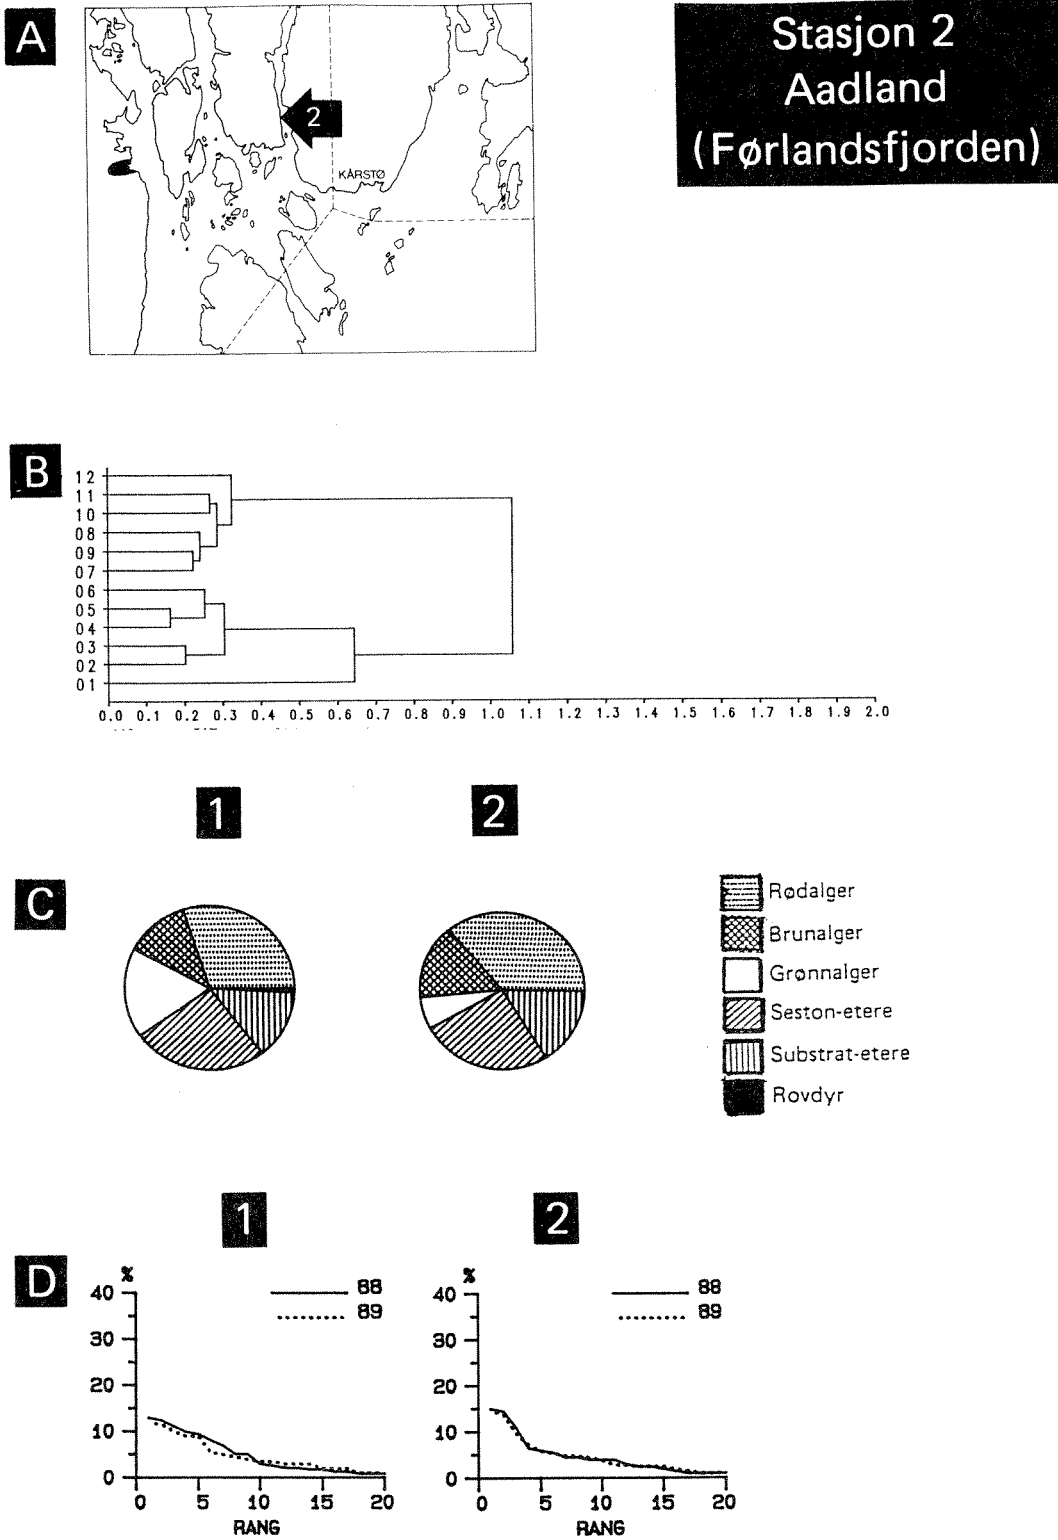 A
Stasjon 2
Aadland
(Førlandsfjorden)
2
KÅRSTØ
B
12
11
10
08
09
07
06
05
04
03
02
01
0.0 0.1 0.2 0.3 0.4 0.5 0.6 0.7 0.8 0.9 1.0 1.1 1.2 1.3 1.4 1.5 1.6 1.7 1.8 1.9 2.0
1 2
C
Rødalger
Brunalger
Grønnalger
Seston-etere
Substrat-etere
Rovdyr
1 2
D
%
40
30
20
10
0
88
89
0 5 10 15 20
RANG
%
40
30
20
10
0
88
89
0 5 10 15 20
RANG